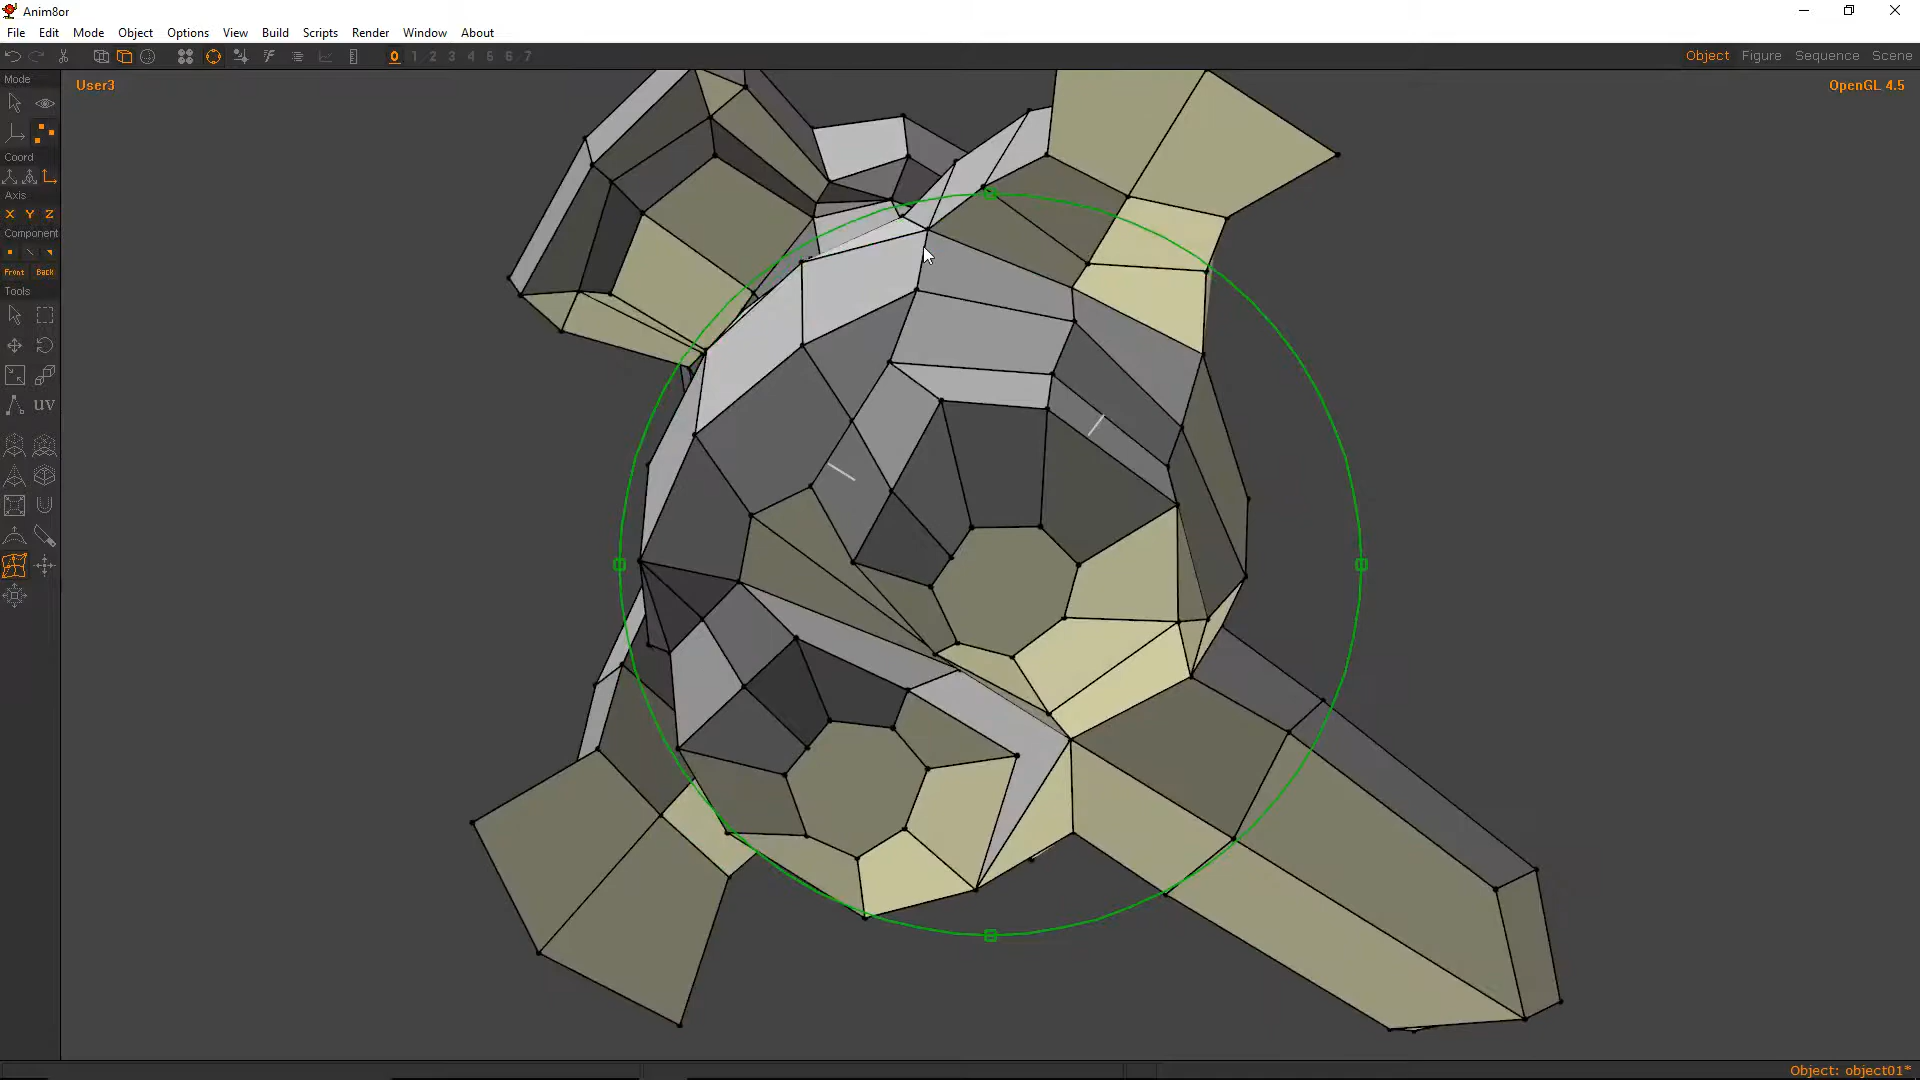 Anim8or
File Edit Mode Object Options View Build Scripts Render Window About
0 1 2 3 4 5 6 7
Object Figure Sequence Scene
Mode
User3
OpenGL 4.5
Coord
Axis
X Y Z
Component
Front Back
Tools
UV
Object: object01*